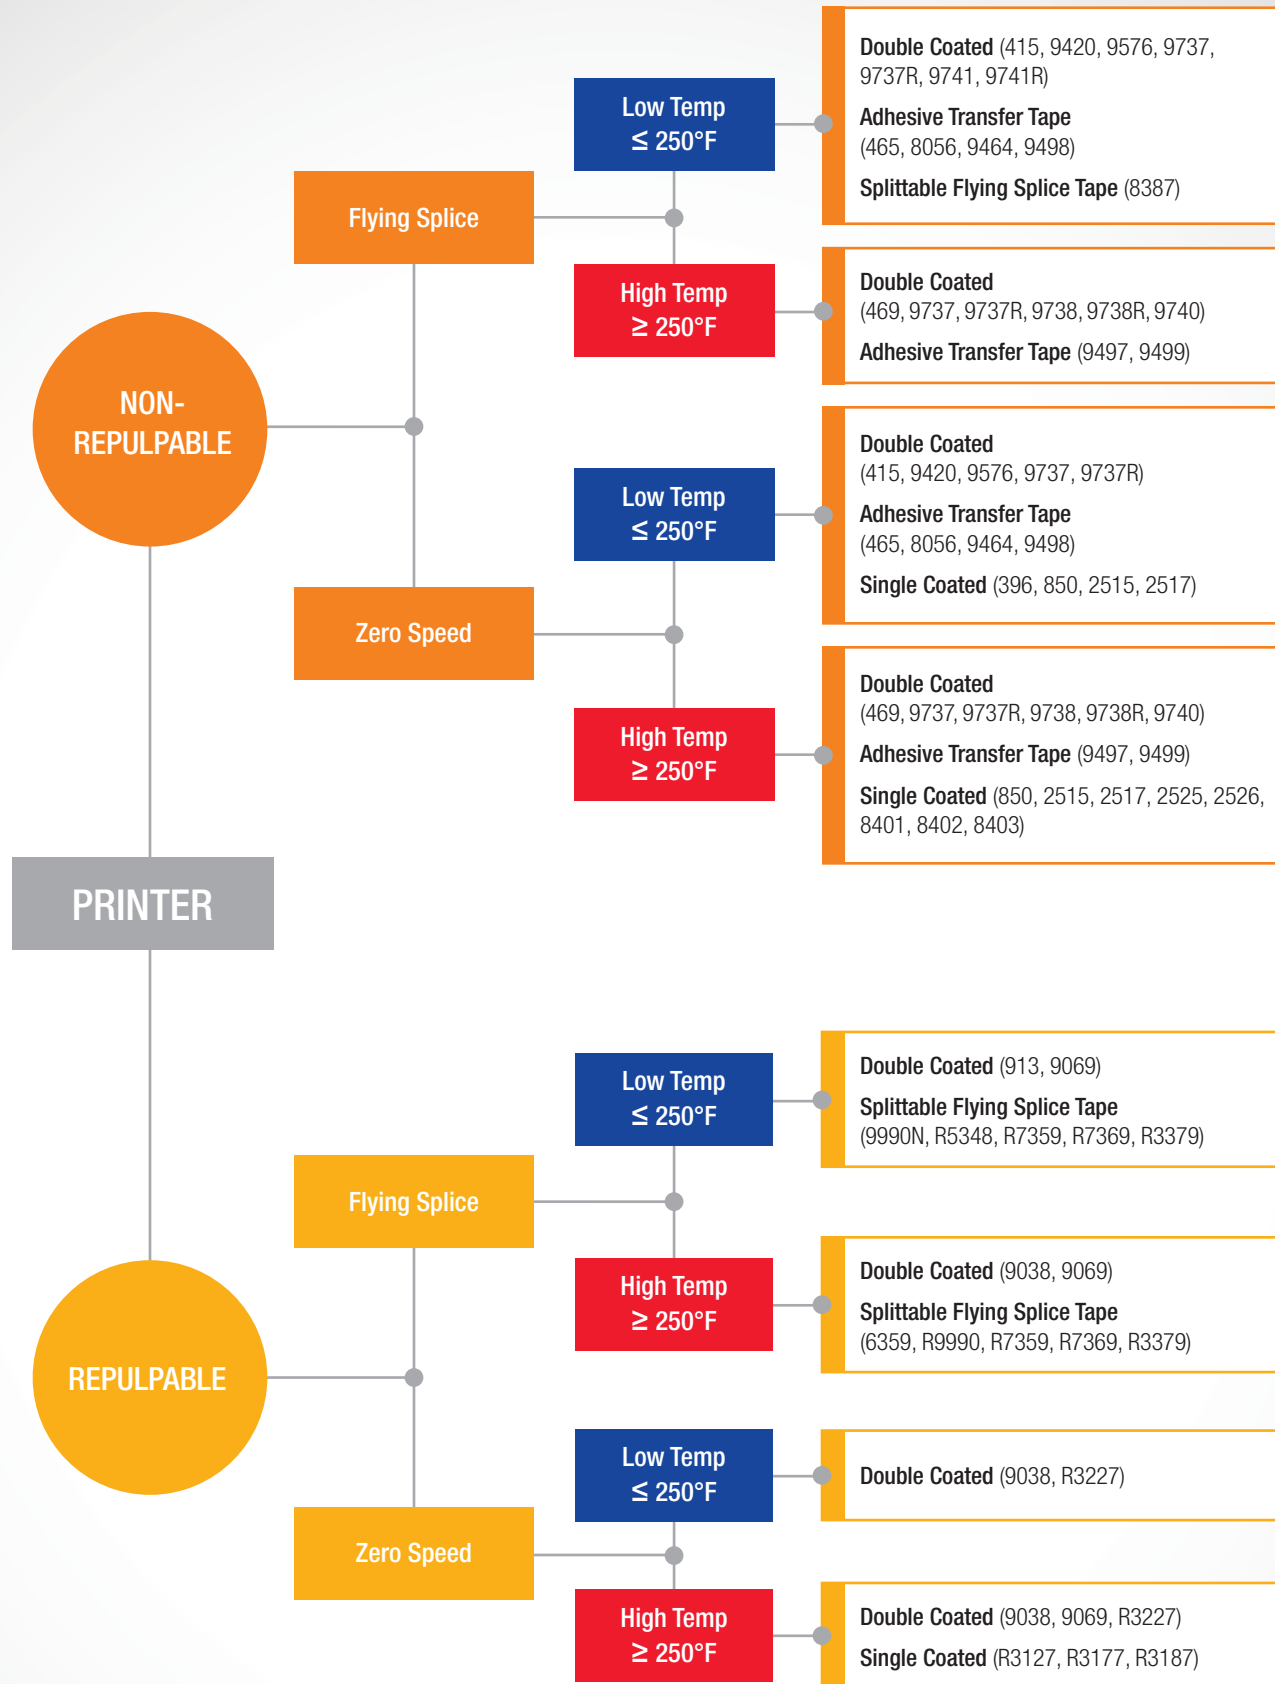 PRINTER
NON-
REPULPABLE
Flying Splice
Low Temp
≤ 250°F
Double Coated (415, 9420, 9576, 9737,
9737R, 9741, 9741R)
Adhesive Transfer Tape
(465, 8056, 9464, 9498)
Splittable Flying Splice Tape (8387)
High Temp
≥ 250°F
Double Coated
(469, 9737, 9737R, 9738, 9738R, 9740)
Adhesive Transfer Tape (9497, 9499)
Zero Speed
Low Temp
≤ 250°F
Double Coated
(415, 9420, 9576, 9737, 9737R)
Adhesive Transfer Tape
(465, 8056, 9464, 9498)
Single Coated (396, 850, 2515, 2517)
High Temp
≥ 250°F
Double Coated
(469, 9737, 9737R, 9738, 9738R, 9740)
Adhesive Transfer Tape (9497, 9499)
Single Coated (850, 2515, 2517, 2525, 2526,
8401, 8402, 8403)
REPULPABLE
Flying Splice
Low Temp
≤ 250°F
Double Coated (913, 9069)
Splittable Flying Splice Tape
(9990N, R5348, R7359, R7369, R3379)
High Temp
≥ 250°F
Double Coated (9038, 9069)
Splittable Flying Splice Tape
(6359, R9990, R7359, R7369, R3379)
Zero Speed
Low Temp
≤ 250°F
Double Coated (9038, R3227)
High Temp
≥ 250°F
Double Coated (9038, 9069, R3227)
Single Coated (R3127, R3177, R3187)